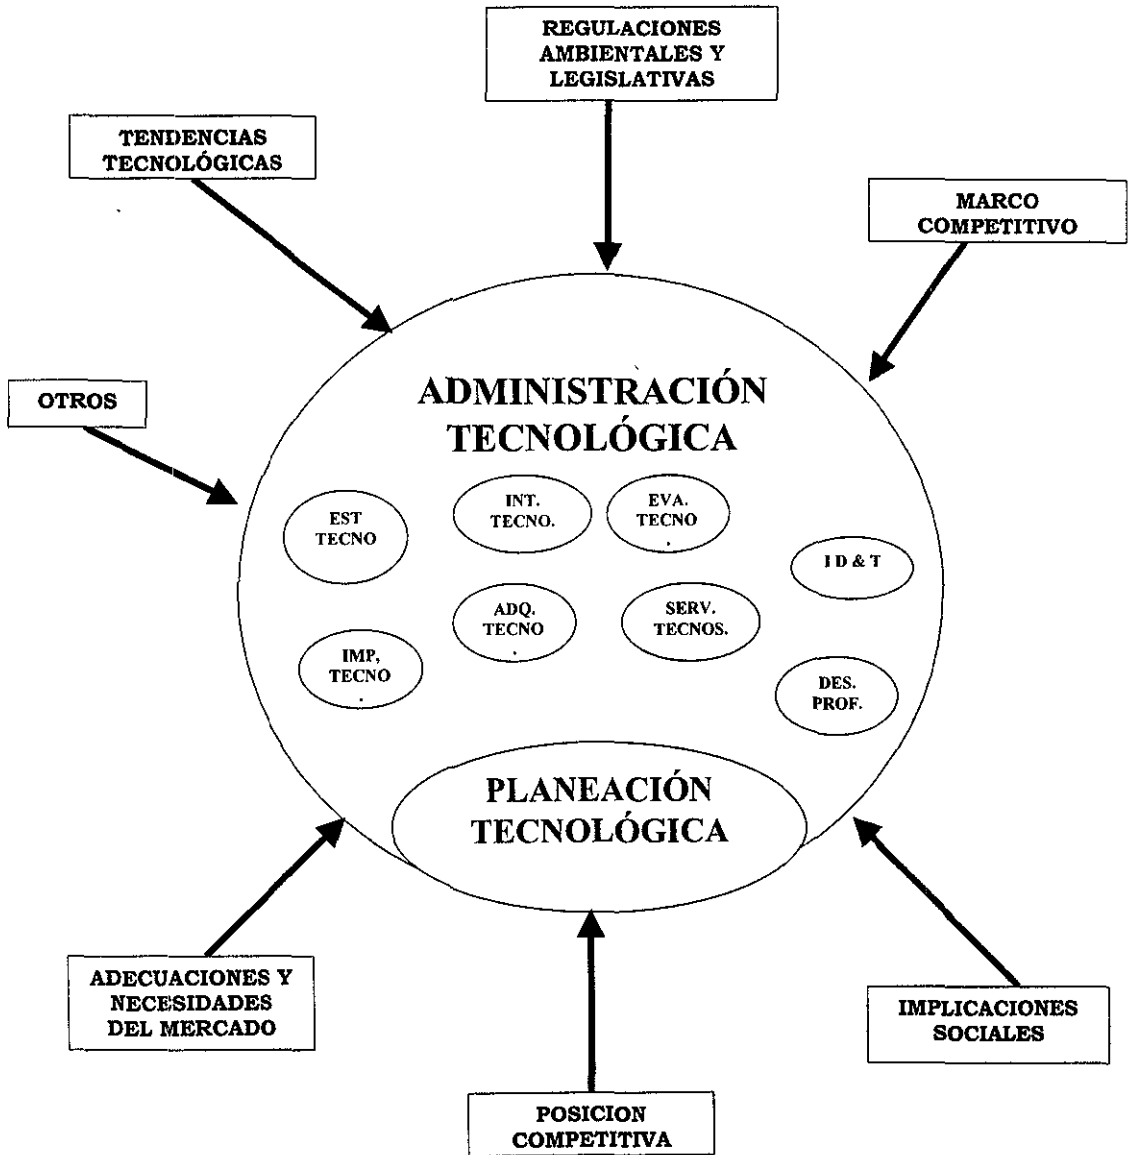 REGULACIONES
AMBIENTALES Y
LEGISLATIVAS
TENDENCIAS
TECNOLÓGICAS
MARCO
COMPETITIVO
OTROS
ADMINISTRACIÓN
TECNOLÓGICA
EST
TECNO
INT.
TECNO.
EVA.
TECNO
.
I D & T
ADQ.
TECNO
.
SERV.
TECNOS.
IMP,
TECNO
.
DES.
PROF.
PLANEACIÓN
TECNOLÓGICA
ADECUACIONES Y
NECESIDADES
DEL MERCADO
IMPLICACIONES
SOCIALES
POSICION
COMPETITIVA